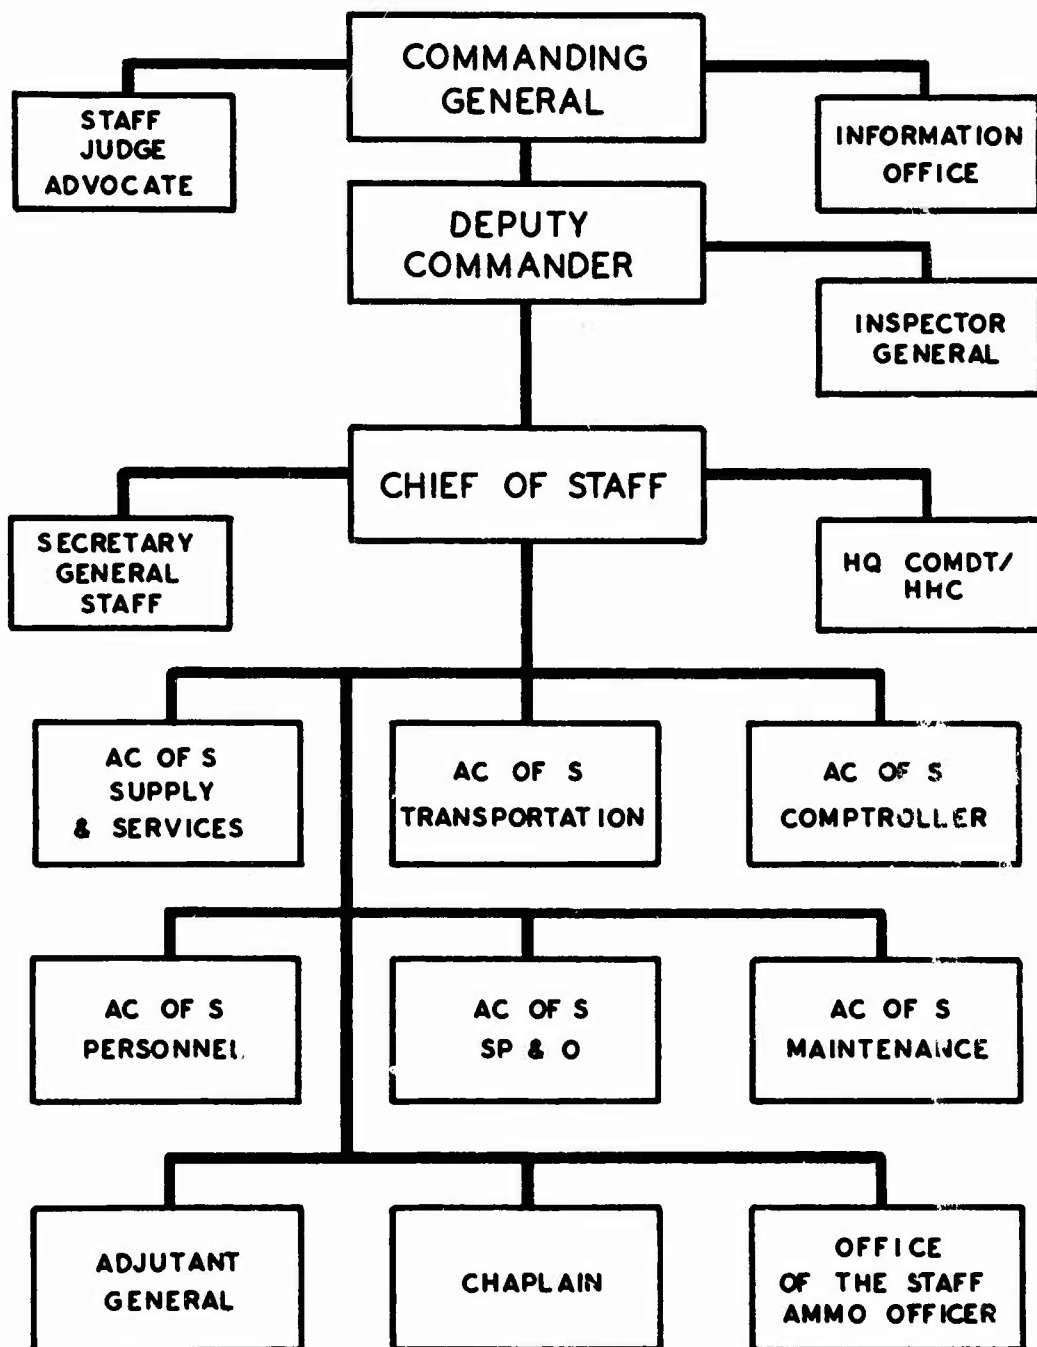 COMMANDING
GENERAL
STAFF
JUDGE
ADVOCATE
INFORMATION
OFFICE
DEPUTY
COMMANDER
INSPECTOR
GENERAL
CHIEF OF STAFF
SECRETARY
GENERAL
STAFF
HQ COMDT/
HHC
AC OF S
SUPPLY
& SERVICES
AC OF S
TRANSPORTATION
AC OF S
COMPTROLLER
AC OF S
PERSONNEL
AC OF S
SP & O
AC OF S
MAINTENANCE
ADJUTANT
GENERAL
CHAPLAIN
OFFICE
OF THE STAFF
AMMO OFFICER